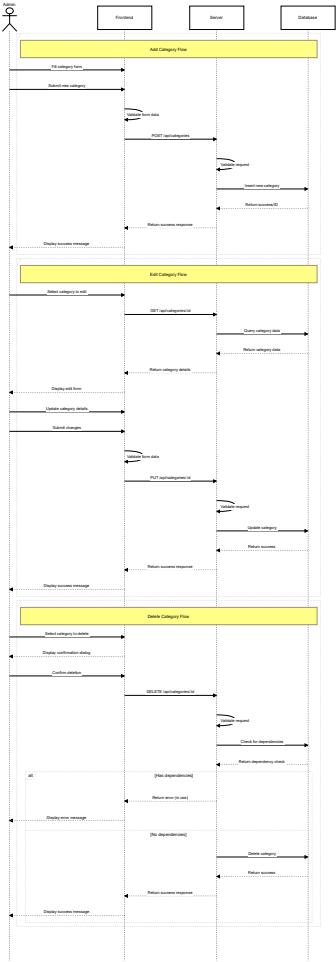 Admin
Frontend
Server
Database
Add Category Flow
Fill category form
Submit new category
Validate form data
POST /api/categories
Validate request
Insert new category
Return success/ID
Return success response
Display success message
Edit Category Flow
Select category to edit
GET /api/categories/:id
Query category data
Return category data
Return category details
Display edit form
Update category details
Submit changes
Validate form data
PUT /api/categories/:id
Validate request
Update category
Return success
Return success response
Display success message
Delete Category Flow
Select category to delete
Display confirmation dialog
Confirm deletion
DELETE /api/categories/:id
Validate request
Check for dependencies
Return dependency check
alt
[Has dependencies]
Return error (in use)
Display error message
[No dependencies]
Delete category
Return success
Return success response
Display success message